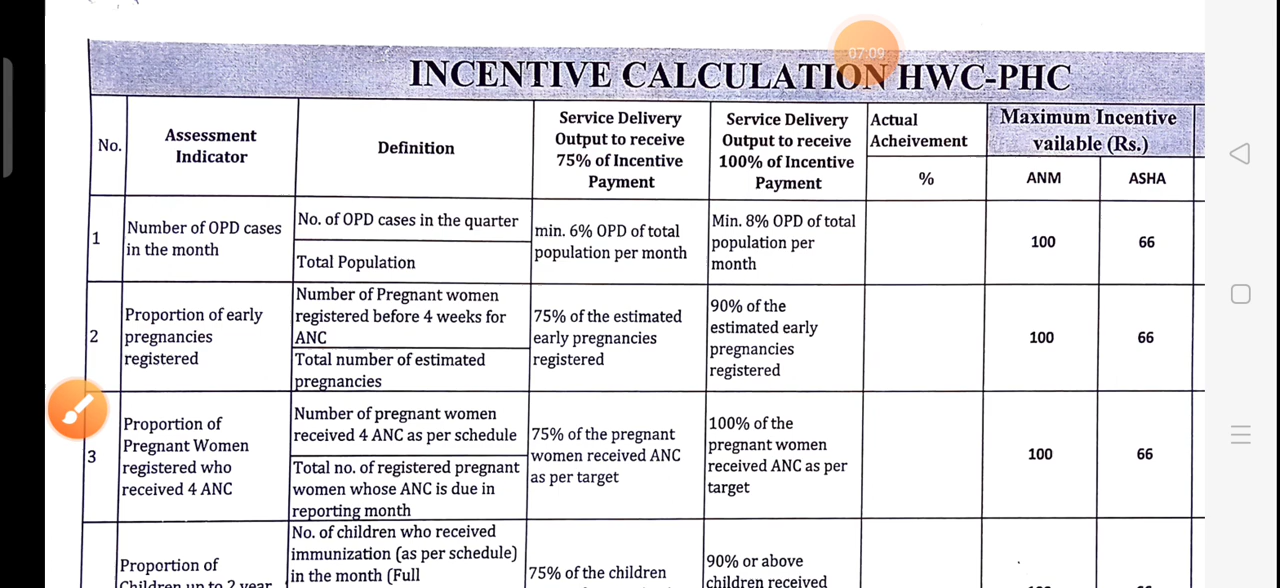 07:09
INCENTIVE CALCULATION HWC-PHC
No.
Assessment
Indicator
Definition
Service Delivery
Output to receive
75% of Incentive
Payment
Service Delivery
Output to receive
100% of Incentive
Payment
Actual
Acheivement
%
Maximum Incentive
vailable (Rs.)
ANM
ASHA
1
Number of OPD cases
in the month
No. of OPD cases in the quarter
Total Population
min. 6% OPD of total
population per month
Min. 8% OPD of total
population per
month
100
66
2
Proportion of early
pregnancies
registered
Number of Pregnant women
registered before 4 weeks for
ANC
Total number of estimated
pregnancies
75% of the estimated
early pregnancies
registered
90% of the
estimated early
pregnancies
registered
100
66
3
Proportion of
Pregnant Women
registered who
received 4 ANC
Number of pregnant women
received 4 ANC as per schedule
Total no. of registered pregnant
women whose ANC is due in
reporting month
75% of the pregnant
women received ANC
as per target
100% of the
pregnant women
received ANC as per
target
100
66
Proportion of
Children up to 2 year
No. of children who received
immunization (as per schedule)
in the month (Full
75% of the children
90% or above
children received